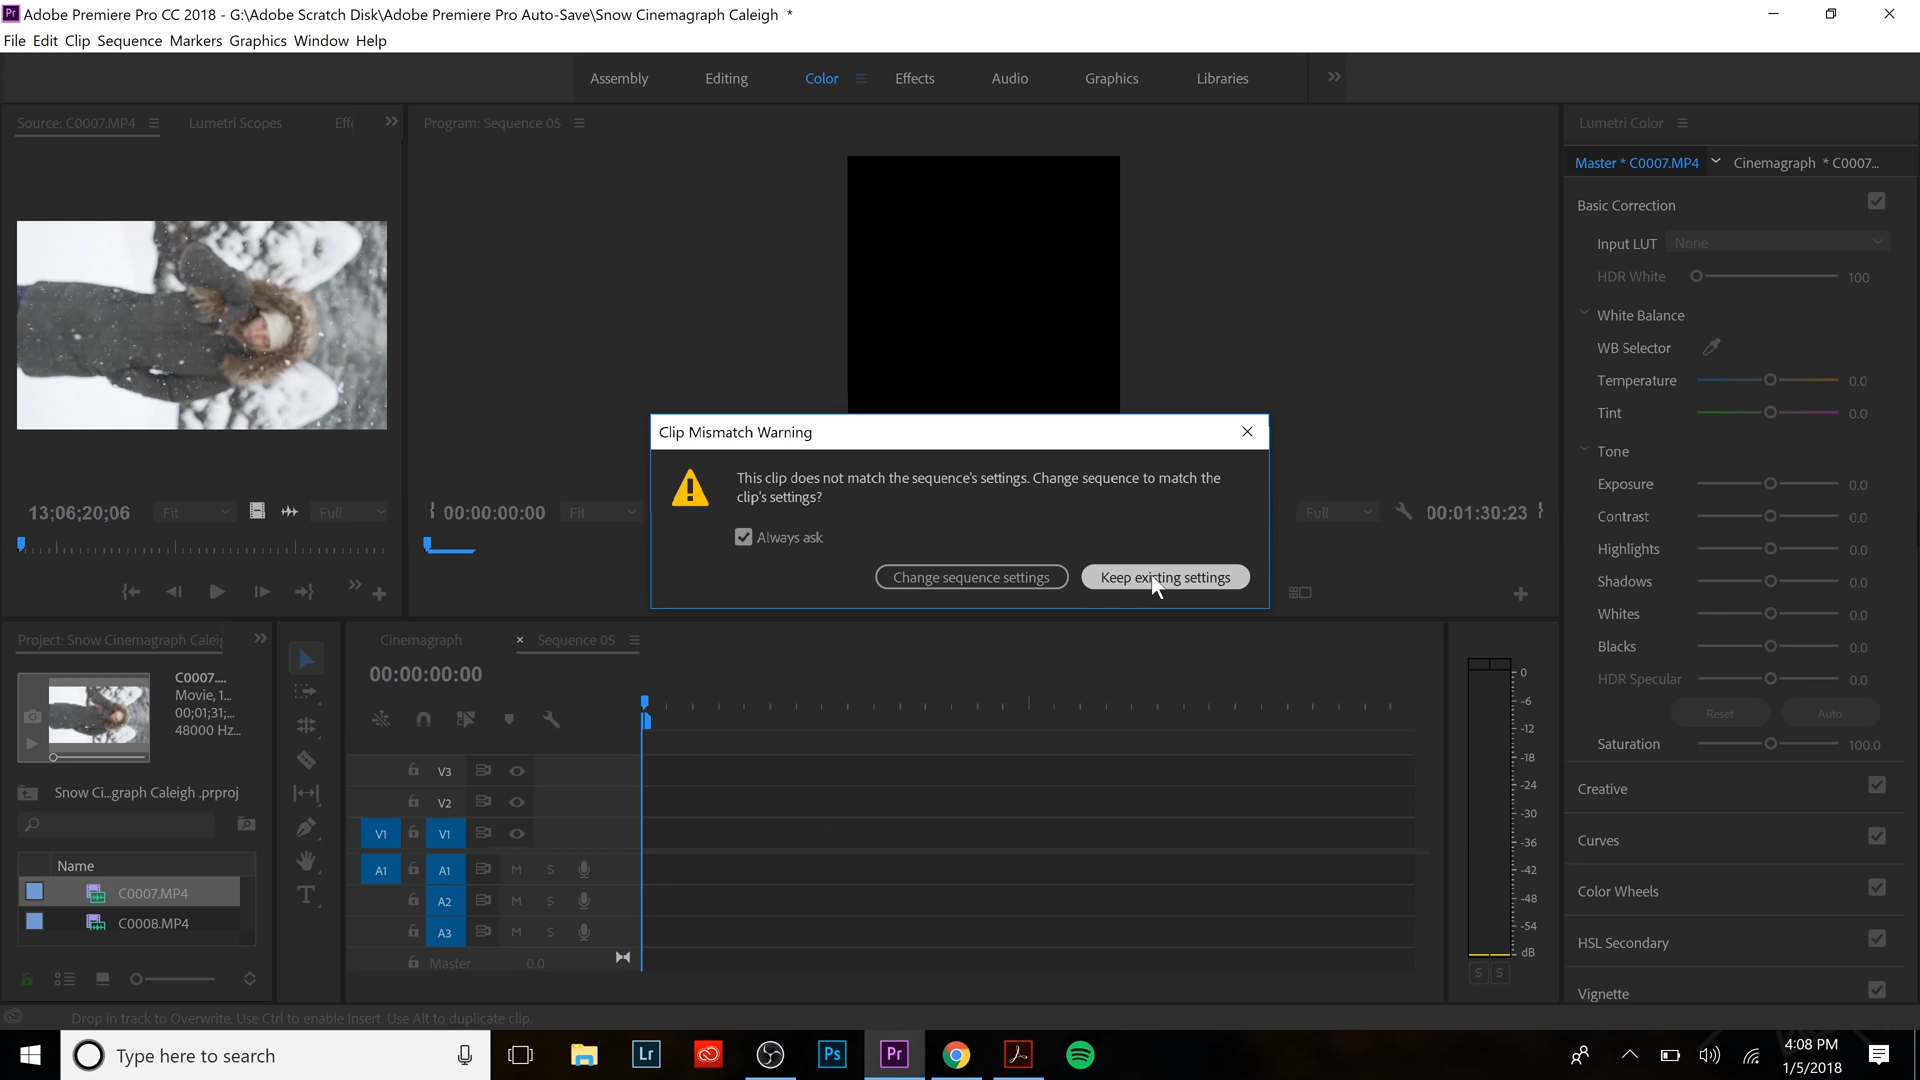 Pr Adobe Premiere Pro CC 2018 - G:\Adobe Scratch Disk\Adobe Premiere Pro Auto-Save\Snow Cinemagraph Caleigh *
File Edit Clip Sequence Markers Graphics Window Help
Assembly Editing Color Effects Audio Graphics Libraries
Source: C0007.MP4 Lumetri Scopes Effe
Program: Sequence 05
Lumetri Color
Master * C0007.MP4 Cinemagraph * C0007...
Basic Correction
Input LUT None
HDR White 100
White Balance
WB Selector
Temperature 0.0
Tint 0.0
Tone
Exposure 0.0
Contrast 0.0
Highlights 0.0
Shadows 0.0
Whites 0.0
Blacks 0.0
HDR Specular 0.0
Reset Auto
Saturation 100.0
Creative
Curves
Color Wheels
HSL Secondary
Vignette
Clip Mismatch Warning
This clip does not match the sequence's settings. Change sequence to match the
clip's settings?
Always ask
Change sequence settings Keep existing settings
13;06;20;06 Fit Full
00:00:00:00 Fit
Full 00:01:30:23
Project: Snow Cinemagraph Caleig
C0007....
Movie, 1...
00;01;31;...
48000 Hz...
Snow Ci...graph Caleigh .prproj
Name
C0007.MP4
C0008.MP4
Cinemagraph × Sequence 05
00:00:00:00
V3
V2
V1 V1
A1 A1 M S
A2 M S
A3 M S
Master 0.0
0
-6
-12
-18
-24
-30
-36
-42
-48
-54
dB
S S
Drop in track to Overwrite. Use Ctrl to enable Insert. Use Alt to duplicate clip.
Type here to search
Lr Ps Pr
4:08 PM
1/5/2018